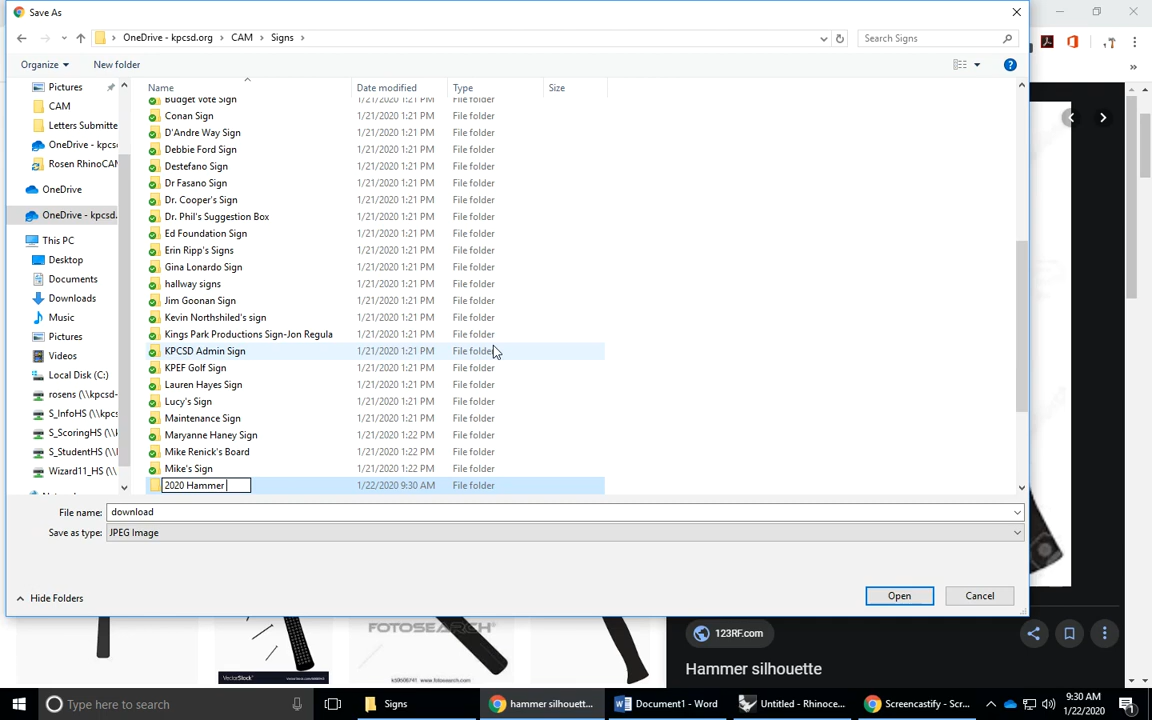 Save As
OneDrive - kpcsd.org > CAM > Signs >
Search Signs
Organize
New folder
Name
Date modified
Type
Size
Pictures
CAM
Letters Submitte
OneDrive - kpcs
Rosen RhinoCAM
OneDrive
OneDrive - kpcsd.
This PC
Desktop
Documents
Downloads
Music
Pictures
Videos
Local Disk (C:)
rosens (\\kpcsd-
S_InfoHS (\\kpcs
S_ScoringHS (\\k
S_StudentHS (\\l
Wizard11_HS (\\
Budget Vote Sign 1/21/2020 1:21 PM File folder
Conan Sign 1/21/2020 1:21 PM File folder
D'Andre Way Sign 1/21/2020 1:21 PM File folder
Debbie Ford Sign 1/21/2020 1:21 PM File folder
Destefano Sign 1/21/2020 1:21 PM File folder
Dr Fasano Sign 1/21/2020 1:21 PM File folder
Dr. Cooper's Sign 1/21/2020 1:21 PM File folder
Dr. Phil's Suggestion Box 1/21/2020 1:21 PM File folder
Ed Foundation Sign 1/21/2020 1:21 PM File folder
Erin Ripp's Signs 1/21/2020 1:21 PM File folder
Gina Lonardo Sign 1/21/2020 1:21 PM File folder
hallway signs 1/21/2020 1:21 PM File folder
Jim Goonan Sign 1/21/2020 1:21 PM File folder
Kevin Northshiled's sign 1/21/2020 1:21 PM File folder
Kings Park Productions Sign-Jon Regula 1/21/2020 1:21 PM File folder
KPCSD Admin Sign 1/21/2020 1:21 PM File folder
KPEF Golf Sign 1/21/2020 1:21 PM File folder
Lauren Hayes Sign 1/21/2020 1:21 PM File folder
Lucy's Sign 1/21/2020 1:21 PM File folder
Maintenance Sign 1/21/2020 1:21 PM File folder
Maryanne Haney Sign 1/21/2020 1:22 PM File folder
Mike Renick's Board 1/21/2020 1:22 PM File folder
Mike's Sign 1/21/2020 1:22 PM File folder
2020 Hammer 1/22/2020 9:30 AM File folder
File name: download
Save as type: JPEG Image
Hide Folders
Open
Cancel
VectorStock
FOTOSEARCH
k59506741 www.fotosearch.com
123RF.com
Hammer silhouette
Type here to search
Signs
hammer silhouett...
Document1 - Word
Untitled - Rhinoce...
Screencastify - Scr...
9:30 AM
1/22/2020
1